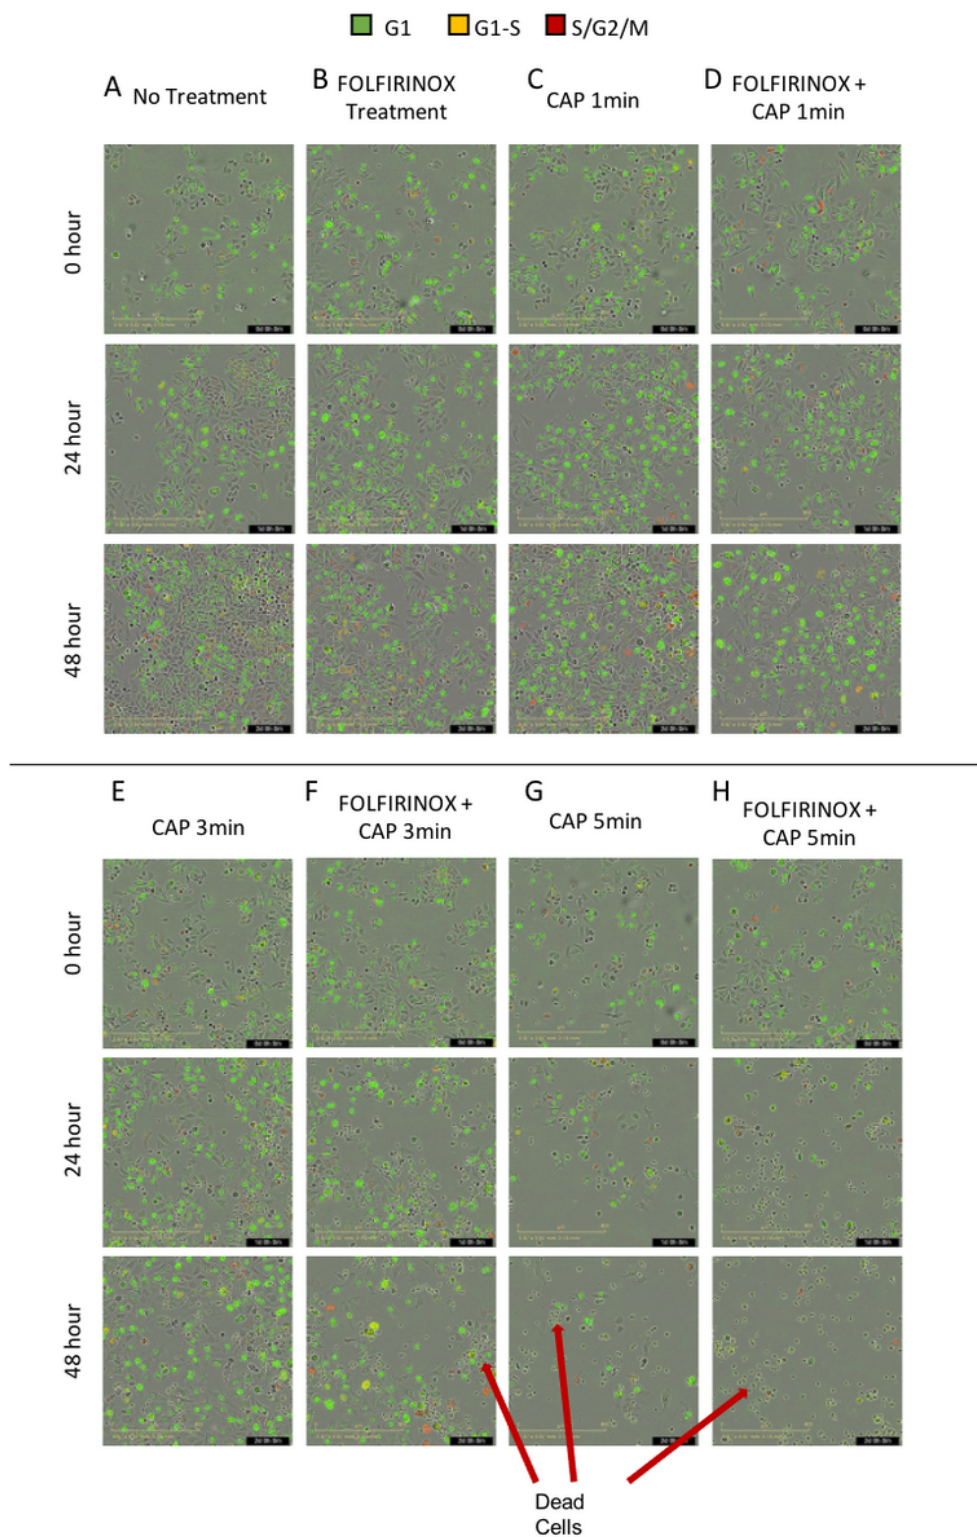 G1 G1-S S/G2/M
A No Treatment
B FOLFIRINOX
Treatment
C CAP 1min
D FOLFIRINOX +
CAP 1min
0 hour
24 hour
48 hour
E CAP 3min
F FOLFIRINOX +
CAP 3min
G CAP 5min
H FOLFIRINOX +
CAP 5min
0 hour
24 hour
48 hour
Dead
Cells